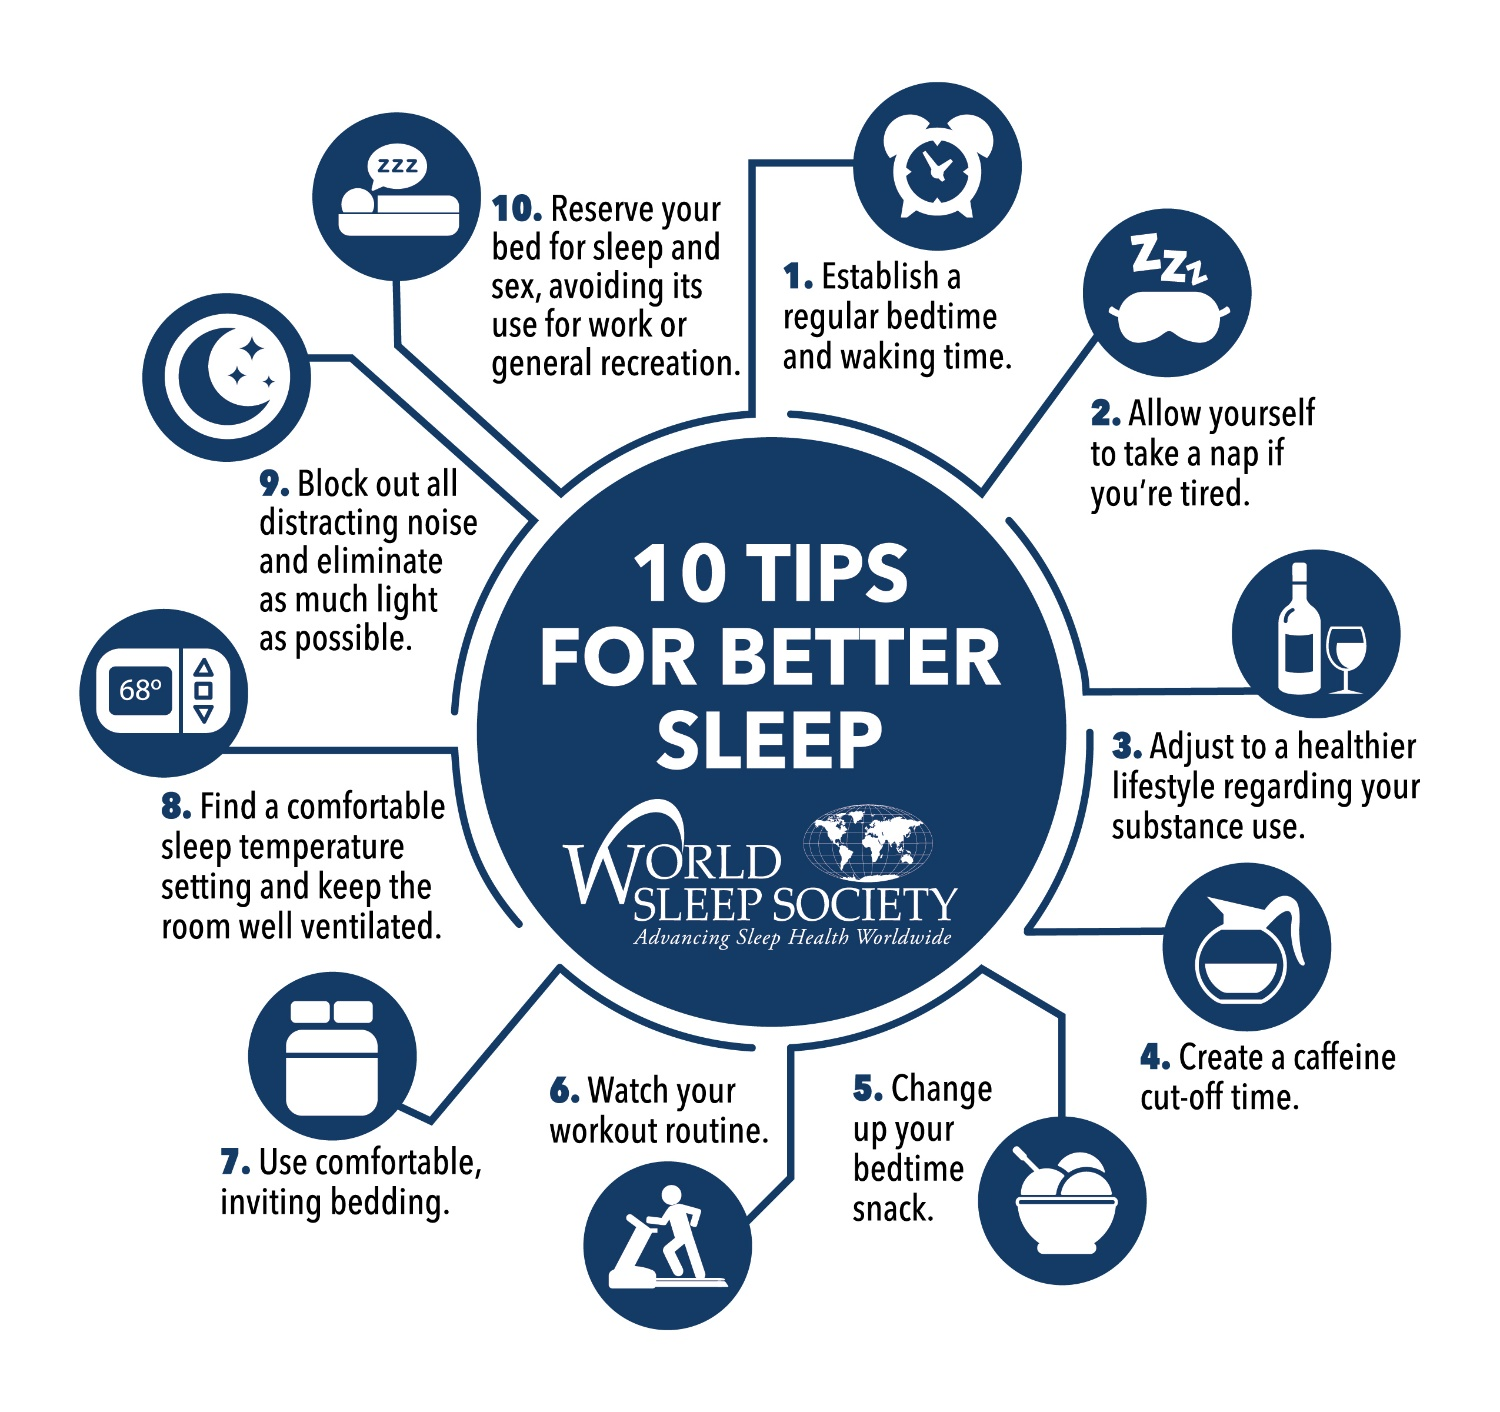 10 TIPS
FOR BETTER
SLEEP
WORLD
SLEEP SOCIETY
Advancing Sleep Health Worldwide
1. Establish a
regular bedtime
and waking time.
zzz
2. Allow yourself
to take a nap if
you're tired.
3. Adjust to a healthier
lifestyle regarding your
substance use.
4. Create a caffeine
cut-off time.
5. Change
up your
bedtime
snack.
6. Watch your
workout routine.
7. Use comfortable,
inviting bedding.
68º
8. Find a comfortable
sleep temperature
setting and keep the
room well ventilated.
9. Block out all
distracting noise
and eliminate
as much light
as possible.
zzz
10. Reserve your
bed for sleep and
sex, avoiding its
use for work or
general recreation.